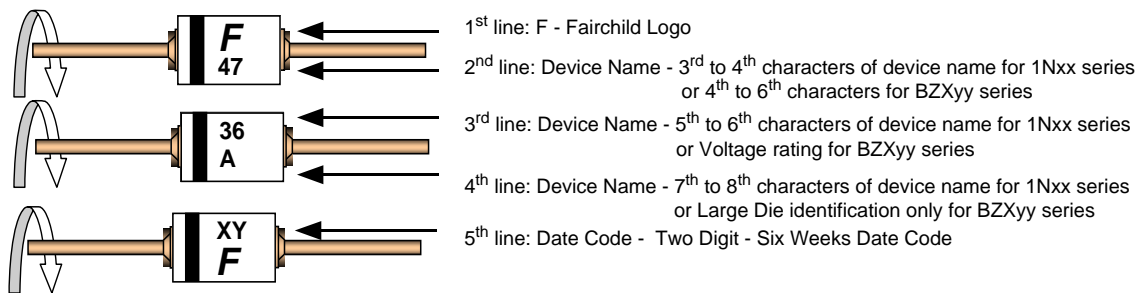 F
47
36
A
XY
F
1st line: F - Fairchild Logo
2nd line: Device Name - 3rd to 4th characters of device name for 1Nxx series
or 4th to 6th characters for BZXyy series
3rd line: Device Name - 5th to 6th characters of device name for 1Nxx series
or Voltage rating for BZXyy series
4th line: Device Name - 7th to 8th characters of device name for 1Nxx series
or Large Die identification only for BZXyy series
5th line: Date Code - Two Digit - Six Weeks Date Code